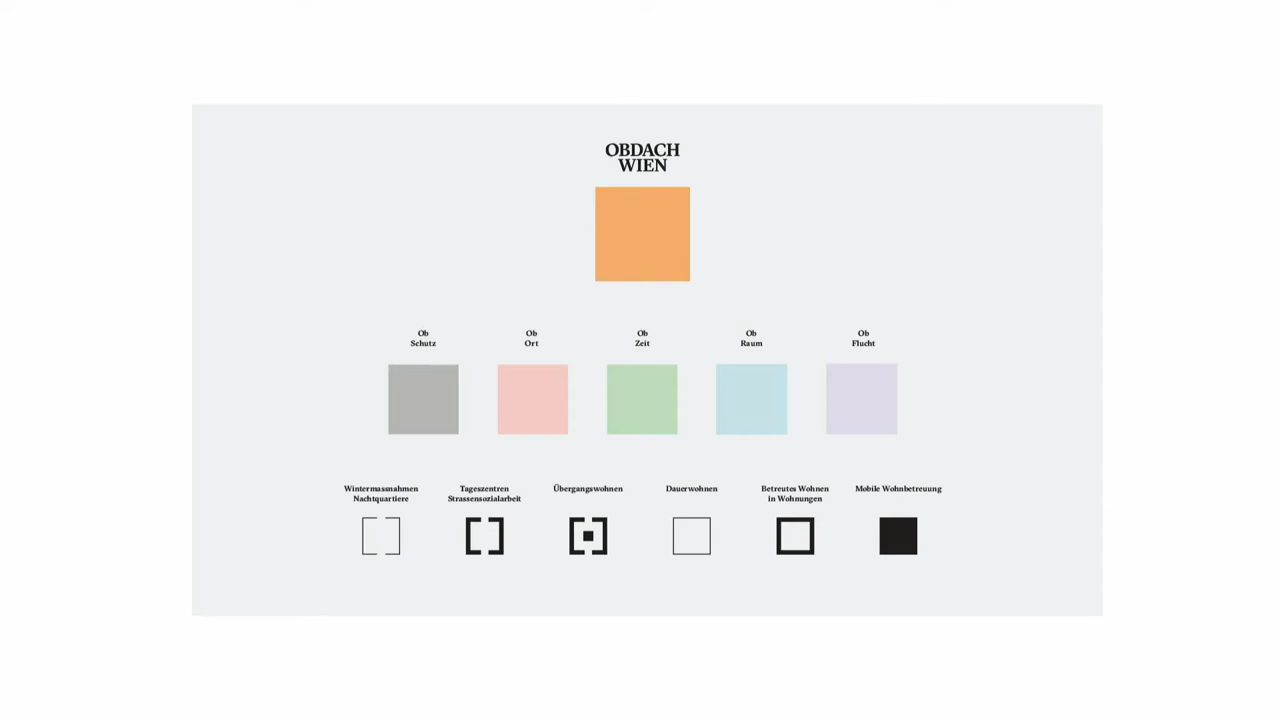 OBDACH
WIEN
Ob
Schutz
Ob
Ort
Ob
Zeit
Ob
Raum
Ob
Flucht
Wintermassnahmen
Nachtquartiere
Tageszentren
Strassensozialarbeit
Übergangswohnen
Dauerwohnen
Betreutes Wohnen
in Wohnungen
Mobile Wohnbetreuung